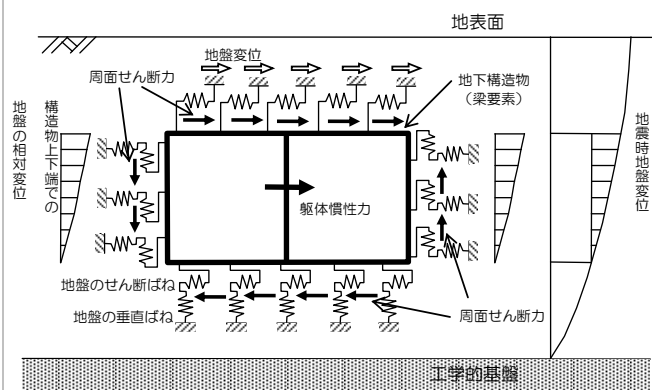 地表面
地盤変位
周面せん断力
地下構造物
（梁要素）
構造物上下端での
地盤の相対変位
地震時地盤変位
躯体慣性力
地盤のせん断ばね
地盤の垂直ばね
周面せん断力
工学的基盤